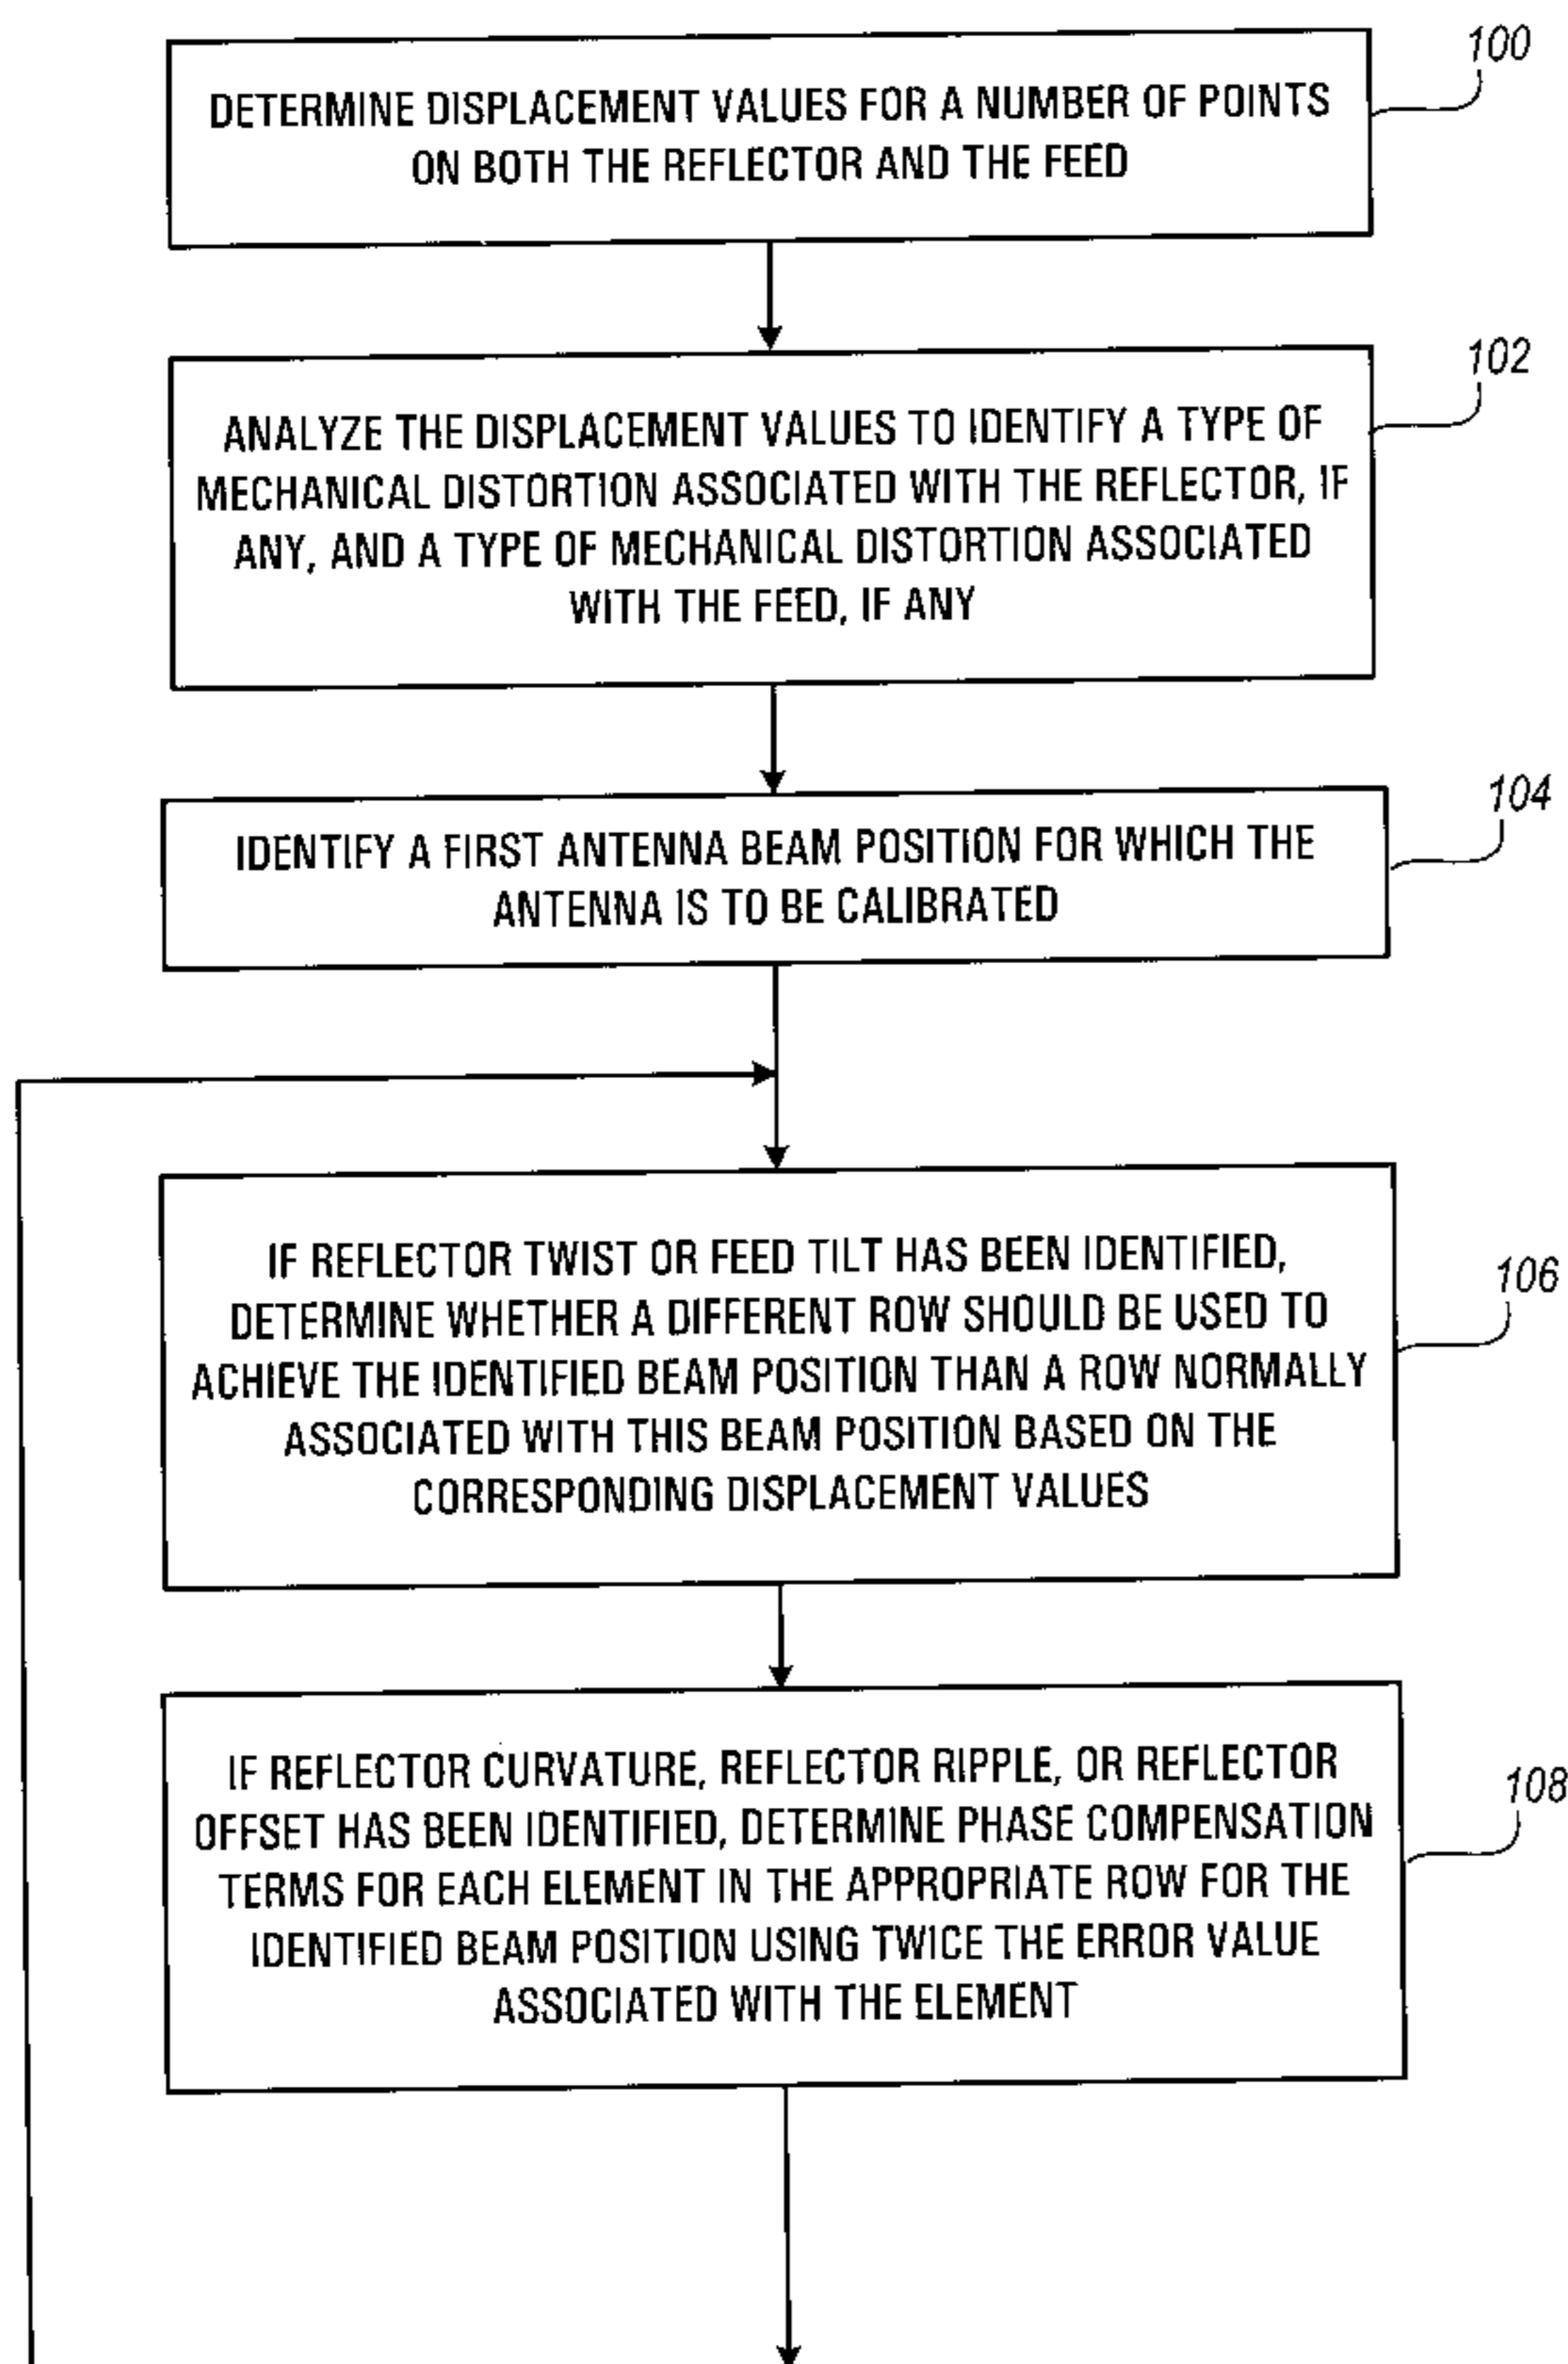 100
DETERMINE DISPLACEMENT VALUES FOR A NUMBER OF POINTS
ON BOTH THE REFLECTOR AND THE FEED
102
ANALYZE THE DISPLACEMENT VALUES TO IDENTIFY A TYPE OF
MECHANICAL DISTORTION ASSOCIATED WITH THE REFLECTOR, IF
ANY, AND A TYPE OF MECHANICAL DISTORTION ASSOCIATED
WITH THE FEED, IF ANY
104
IDENTIFY A FIRST ANTENNA BEAM POSITION FOR WHICH THE
ANTENNA IS TO BE CALIBRATED
106
IF REFLECTOR TWIST OR FEED TILT HAS BEEN IDENTIFIED,
DETERMINE WHETHER A DIFFERENT ROW SHOULD BE USED TO
ACHIEVE THE IDENTIFIED BEAM POSITION THAN A ROW NORMALLY
ASSOCIATED WITH THIS BEAM POSITION BASED ON THE
CORRESPONDING DISPLACEMENT VALUES
108
IF REFLECTOR CURVATURE, REFLECTOR RIPPLE, OR REFLECTOR
OFFSET HAS BEEN IDENTIFIED, DETERMINE PHASE COMPENSATION
TERMS FOR EACH ELEMENT IN THE APPROPRIATE ROW FOR THE
IDENTIFIED BEAM POSITION USING TWICE THE ERROR VALUE
ASSOCIATED WITH THE ELEMENT